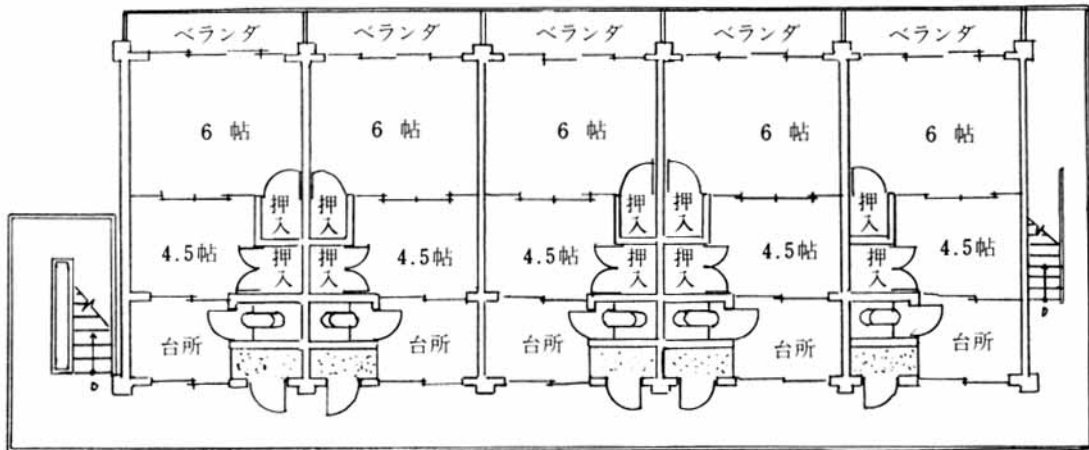 ベランダ ベランダ ベランダ ベランダ ベランダ
6 帖 6 帖 6 帖 6 帖 6 帖
押入 押入 押入 押入 押入
4.5帖 押入 押入 4.5帖 4.5帖 押入 押入 4.5帖 押入 4.5帖
台所 台所 台所 台所 台所
D D